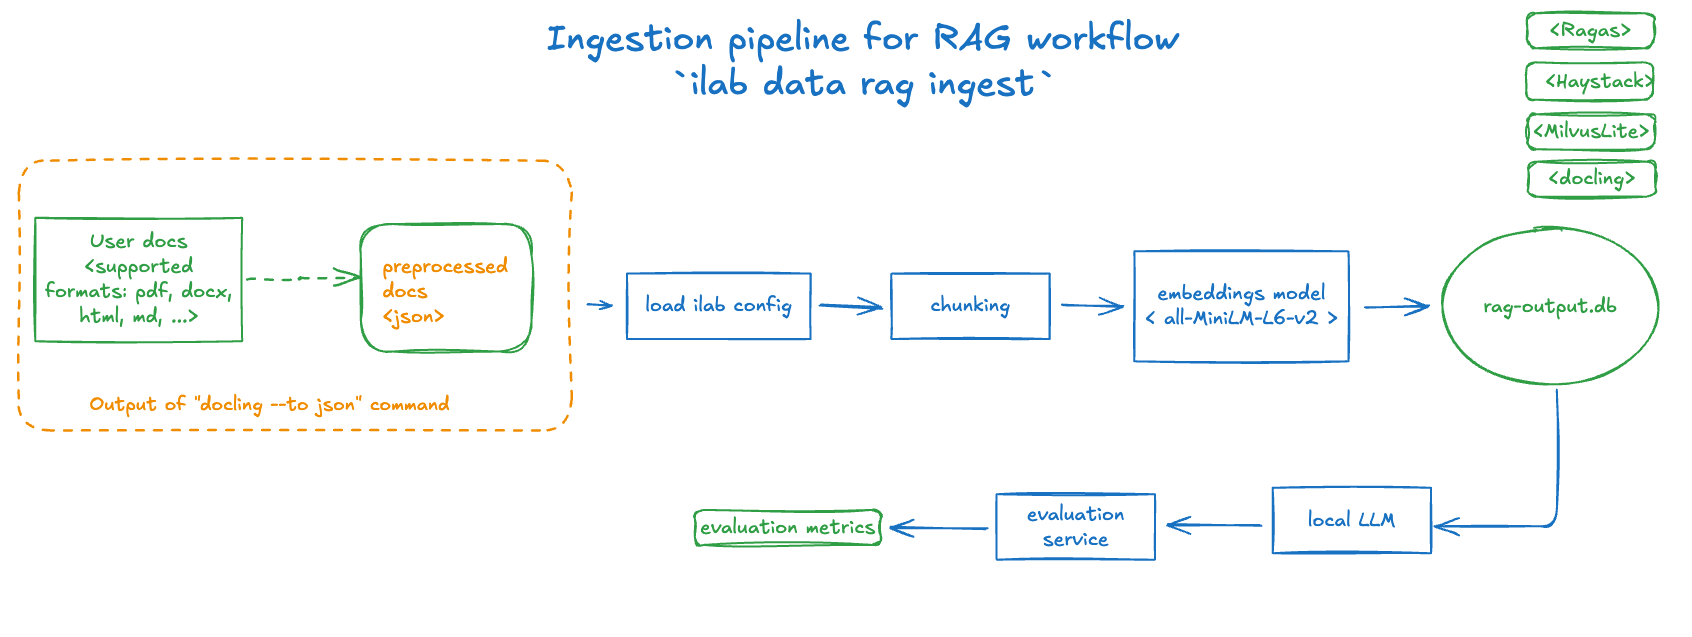 Ingestion pipeline for RAG workflow
`ilab data rag ingest`
<Ragas>
<Haystack>
<MilvusLite>
<docling>
User docs
<supported
formats: pdf, docx,
html, md, ...>
preprocessed
docs
<json>
Output of "docling --to json" command
load ilab config
chunking
embeddings model
< all-MiniLM-L6-v2 >
rag-output.db
local LLM
evaluation
service
evaluation metrics